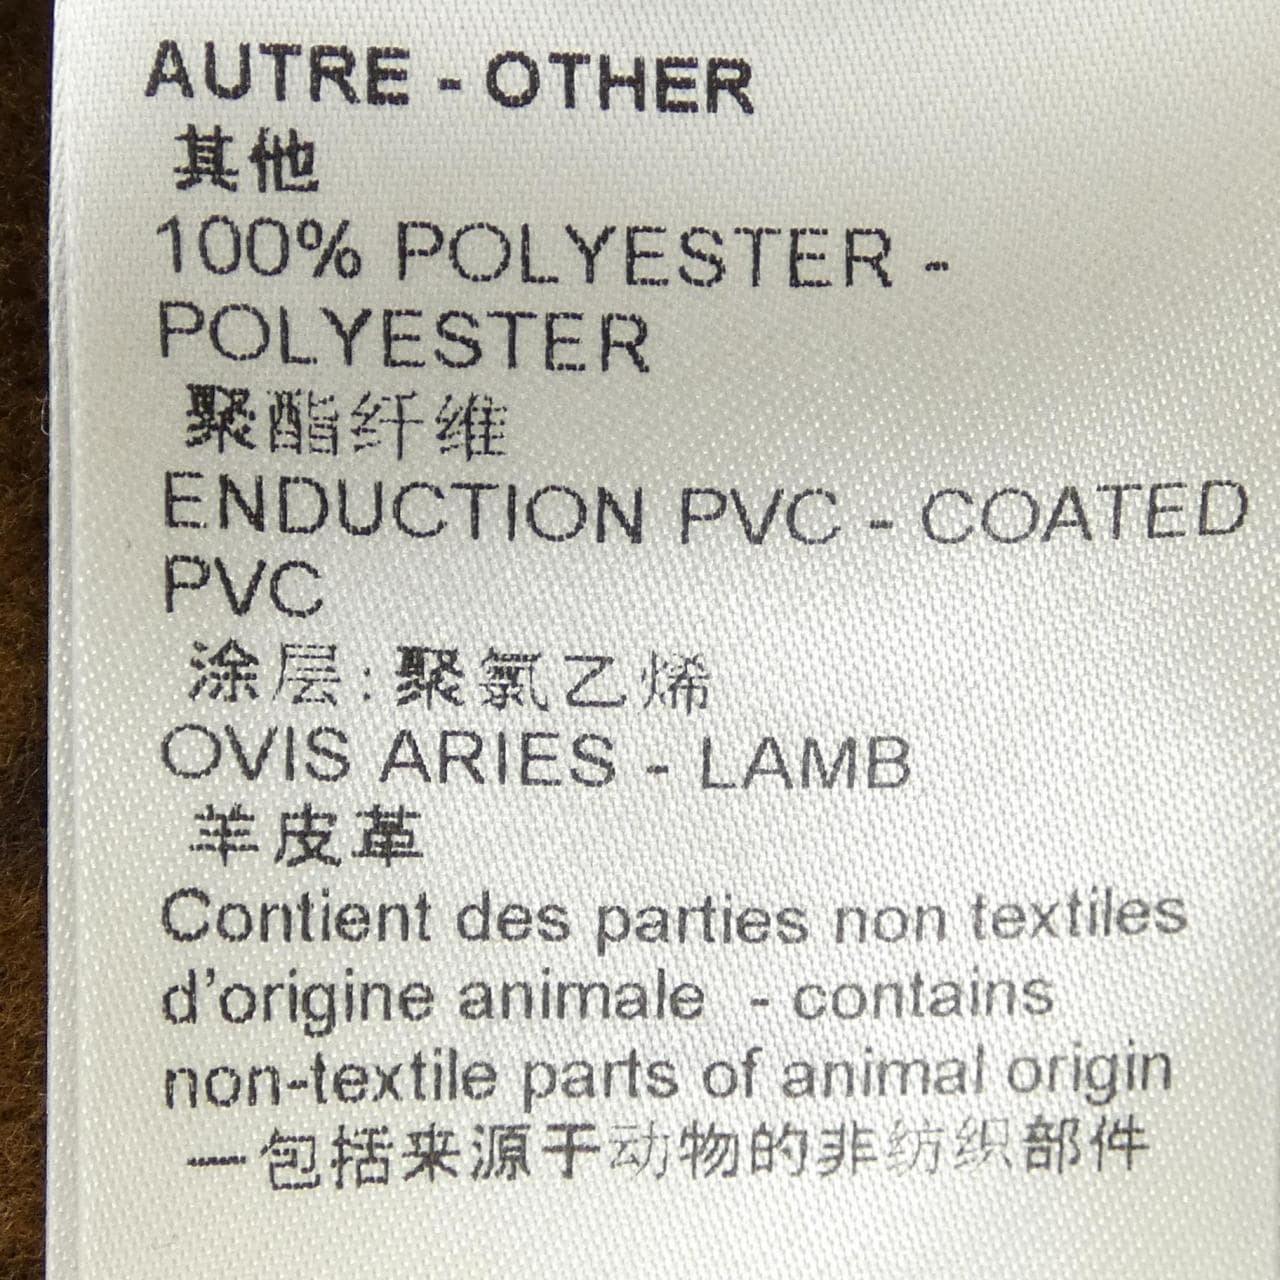 AUTRE - OTHER
其他
100% POLYESTER -
POLYESTER
聚酯纤维
ENDUCTION PVC - COATED
PVC
涂层:聚氯乙烯
OVIS ARIES - LAMB
羊皮革
Contient des parties non textiles
d'origine animale - contains
non-textile parts of animal origin
一包括来源于动物的非纺织部件